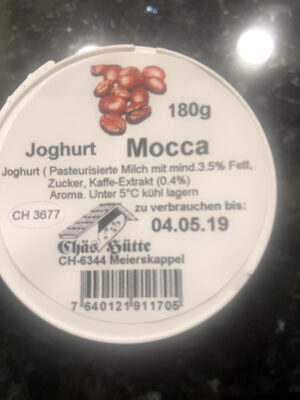 180g
Joghurt Mocca
Joghurt ( Pasteurisierte Milch mit mind.3.5% Fett,
Zucker, Kaffe-Extrakt (0.4%)
Aroma. Unter 5°C kühl lagern
zu verbrauchen bis:
CH 3677
04.05.19
Chäs Hütte
CH-6344 Meierskappel
7 640121 911705